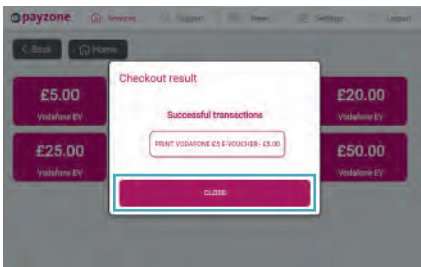 payzone Services Support News Settings Logout
< Back Home
Checkout result
£5.00 £20.00
Vodafone EV Vodafone EV
Successful transactions
PRINT VODAFONE £5 E-VOUCHER - £5.00
£25.00 £50.00
Vodafone EV Vodafone EV
CLOSE